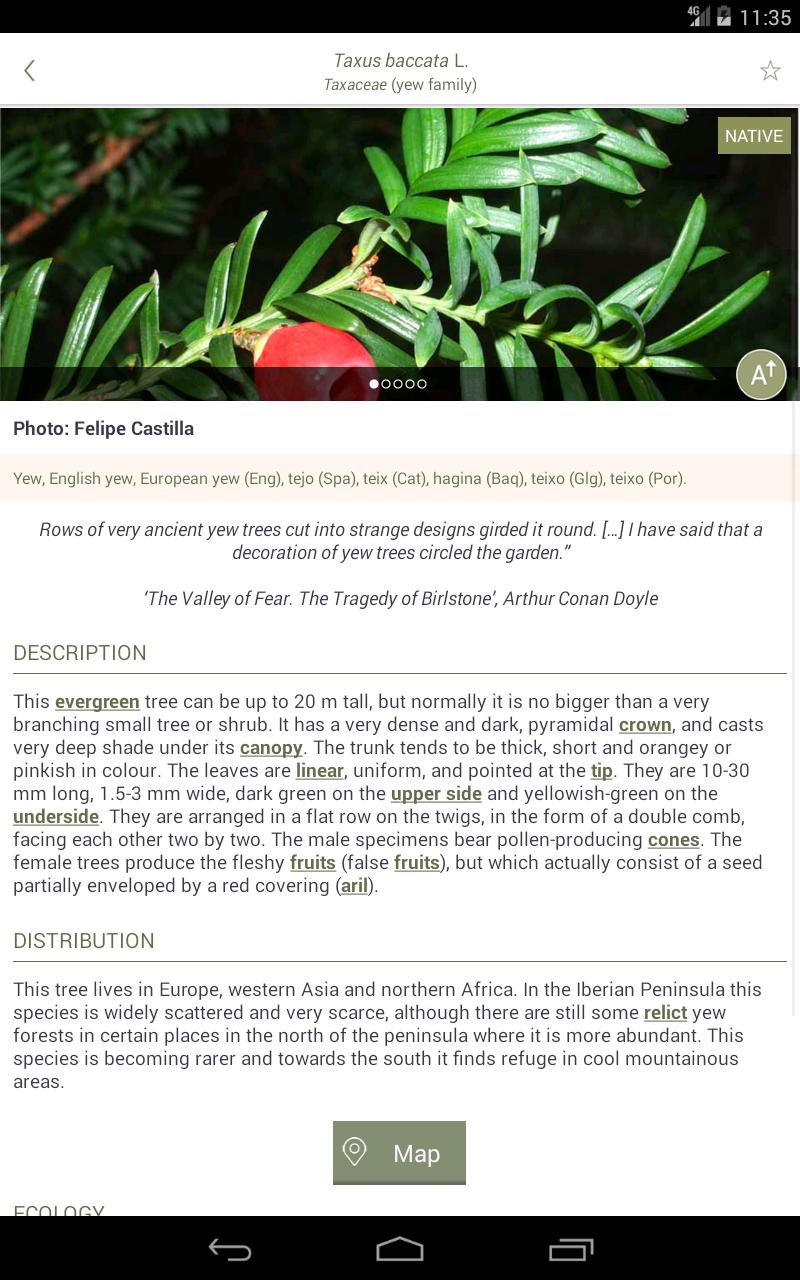 4G 11:35
Taxus baccata L.
Taxaceae (yew family)
NATIVE
A
Photo: Felipe Castilla
Yew, English yew, European yew (Eng), tejo (Spa), teix (Cat), hagina (Baq), teixo (Glg), teixo (Por).
Rows of very ancient yew trees cut into strange designs girded it round. [...] I have said that a
decoration of yew trees circled the garden.”
‘The Valley of Fear. The Tragedy of Birlstone’, Arthur Conan Doyle
DESCRIPTION
This evergreen tree can be up to 20 m tall, but normally it is no bigger than a very
branching small tree or shrub. It has a very dense and dark, pyramidal crown, and casts
very deep shade under its canopy. The trunk tends to be thick, short and orangey or
pinkish in colour. The leaves are linear, uniform, and pointed at the tip. They are 10-30
mm long, 1.5-3 mm wide, dark green on the upper side and yellowish-green on the
underside. They are arranged in a flat row on the twigs, in the form of a double comb,
facing each other two by two. The male specimens bear pollen-producing cones. The
female trees produce the fleshy fruits (false fruits), but which actually consist of a seed
partially enveloped by a red covering (aril).
DISTRIBUTION
This tree lives in Europe, western Asia and northern Africa. In the Iberian Peninsula this
species is widely scattered and very scarce, although there are still some relict yew
forests in certain places in the north of the peninsula where it is more abundant. This
species is becoming rarer and towards the south it finds refuge in cool mountainous
areas.
Map
ECOLOGY